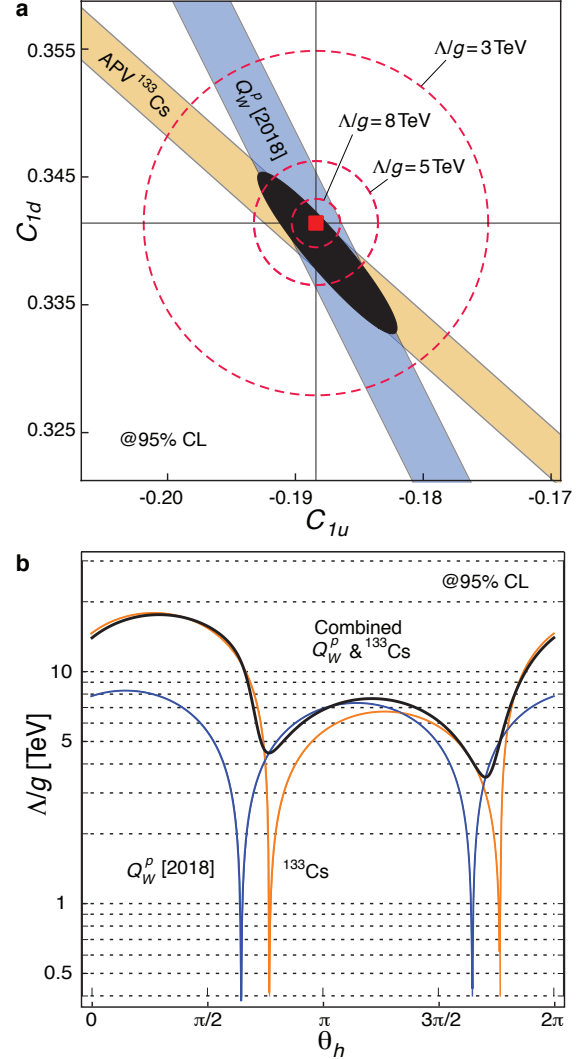 a
0.355
0.345
0.335
0.325
C1d
APV 133Cs
QWp [2018]
Λ/g = 3 TeV
Λ/g = 8 TeV
Λ/g = 5 TeV
@95% CL
-0.20
-0.19
-0.18
-0.17
C1u
b
@95% CL
Combined
QWp & 133Cs
10
5
1
0.5
Λ/g [TeV]
QWp [2018]
133Cs
0
π/2
π
3π/2
2π
θh